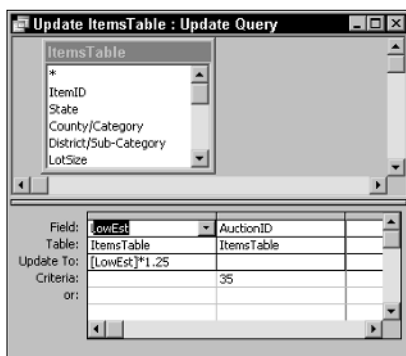 Update ItemsTable : Update Query
ItemsTable
*
ItemID
State
County/Category
District/Sub-Category
LotSize
Field: LowEst AuctionID
Table: ItemsTable ItemsTable
Update To: [LowEst]*1.25
Criteria: 35
or: